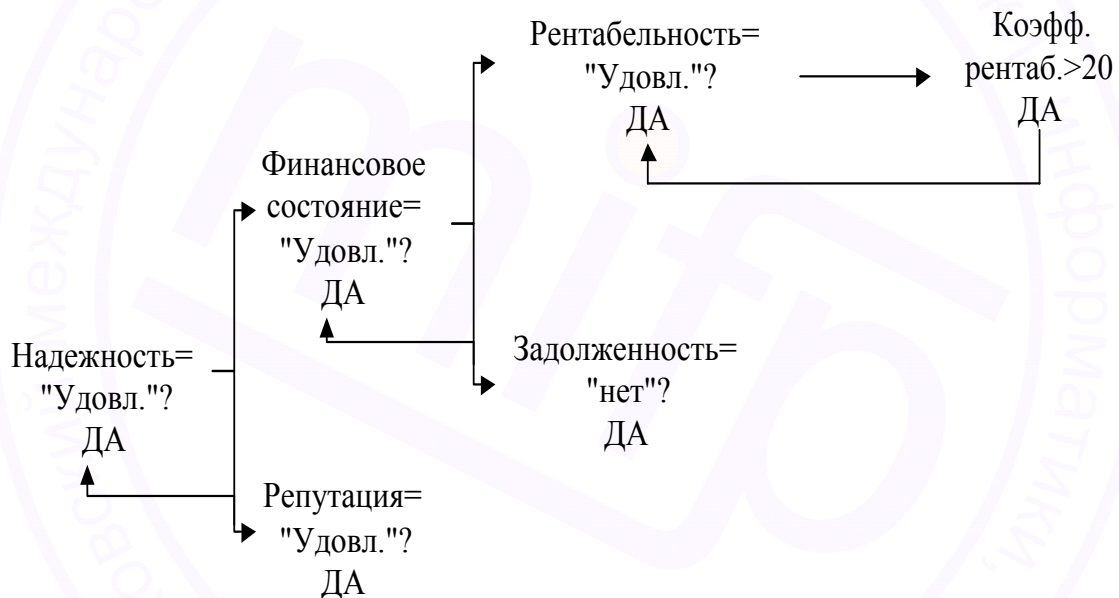 Рентабельность=
"Удовл."?
ДА
Коэфф.
рентаб.>20
ДА
Финансовое
состояние=
"Удовл."?
ДА
Надежность=
"Удовл."?
ДА
Задолженность=
"нет"?
ДА
Репутация=
"Удовл."?
ДА
mifp